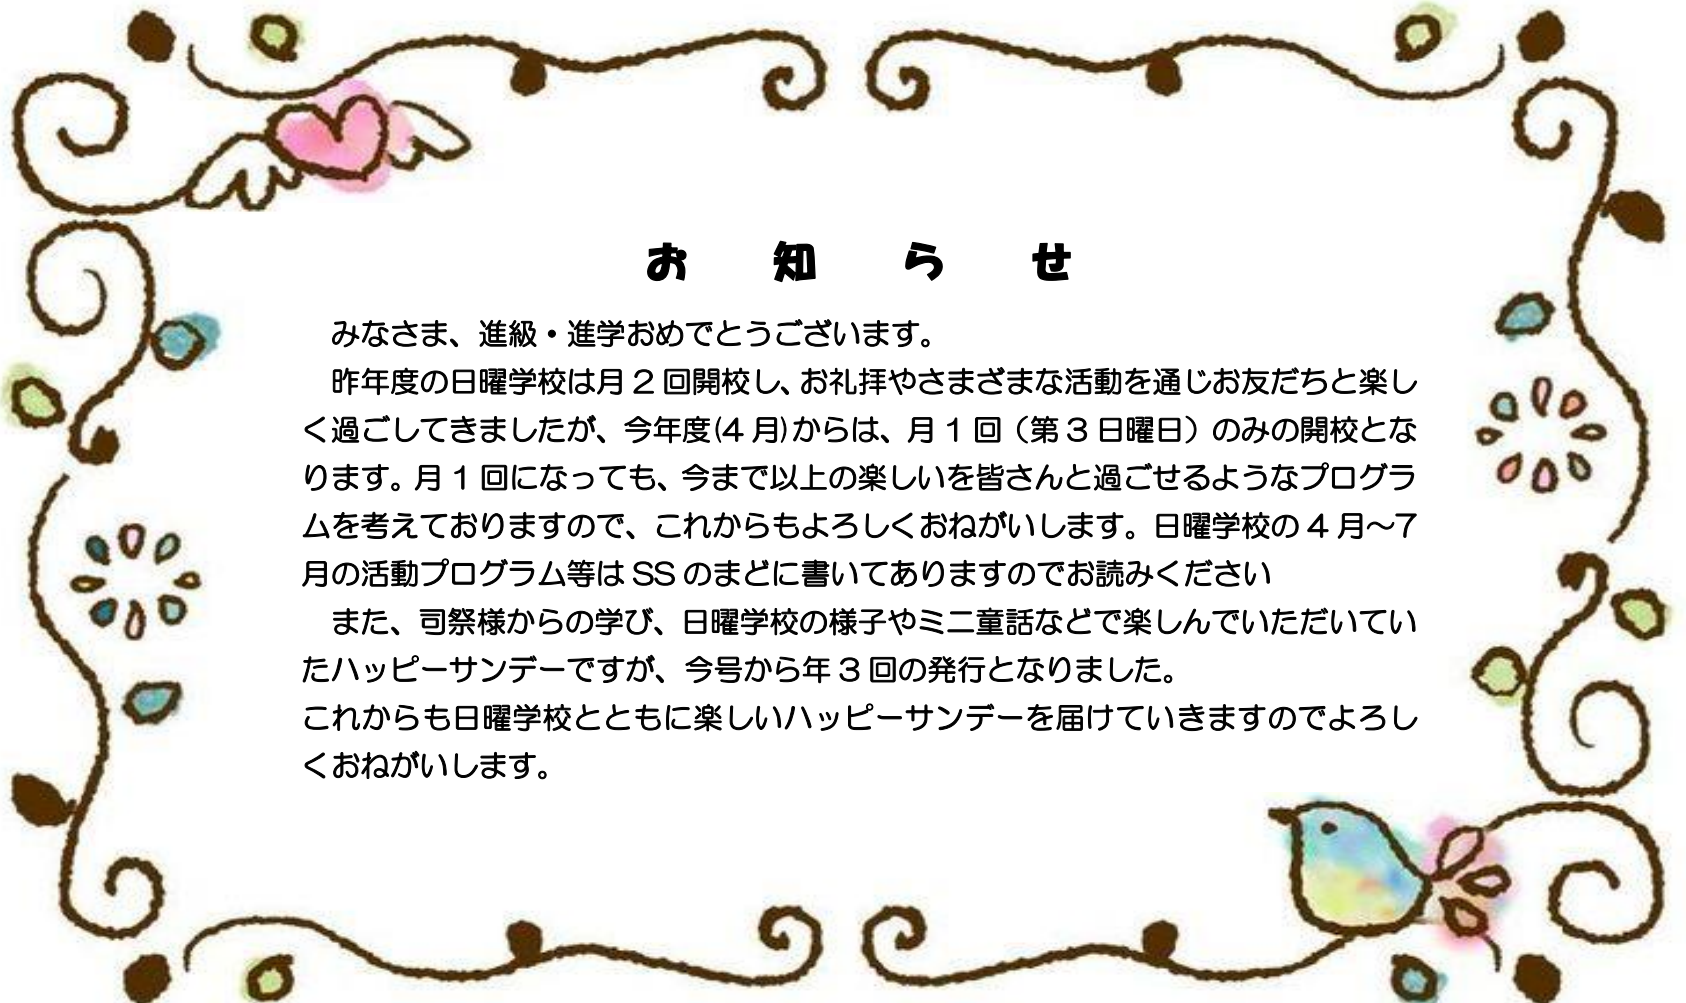 お知らせ
みなさま、進級・進学おめでとうございます。
昨年度の日曜学校は月2回開校し、お礼拝やさまざまな活動を通じお友だちと楽し
く過ごしてきましたが、今年度(4月)からは、月1回（第3日曜日）のみの開校とな
ります。月1回になっても、今まで以上の楽しいを皆さんと過ごせるようなプログラ
ムを考えておりますので、これからもよろしくおねがいします。日曜学校の4月～7
月の活動プログラム等はSSのまどに書いてありますのでお読みください
また、司祭様からの学び、日曜学校の様子やミニ童話などで楽しんでいただいてい
たハッピーサンデーですが、今号から年3回の発行となりました。
これからも日曜学校とともに楽しいハッピーサンデーを届けていきますのでよろし
くおねがいします。